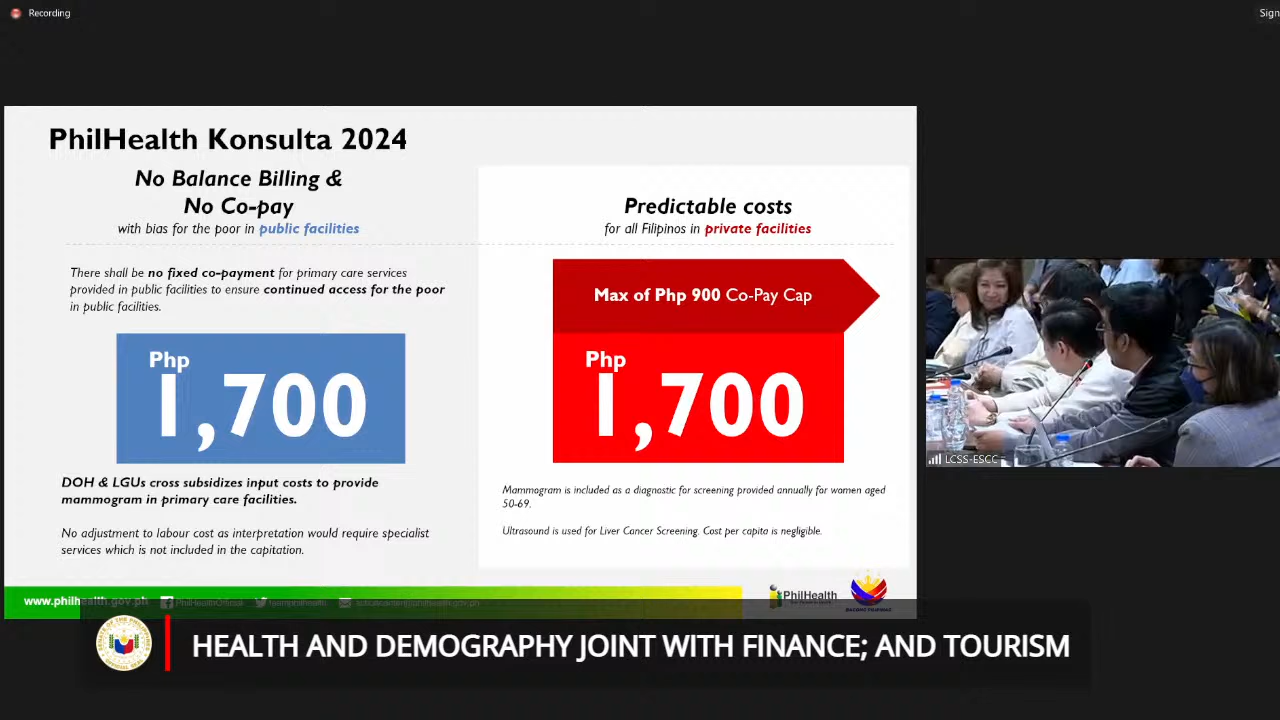 Recording
Sign
PhilHealth Konsulta 2024
No Balance Billing &
No Co-pay
with bias for the poor in public facilities
There shall be no fixed co-payment for primary care services
provided in public facilities to ensure continued access for the poor
in public facilities.
Php
1,700
DOH & LGUs cross subsidizes input costs to provide
mammogram in primary care facilities.
No adjustment to labour cost as interpretation would require specialist
services which is not included in the capitation.
Predictable costs
for all Filipinos in private facilities
Max of Php 900 Co-Pay Cap
Php
1,700
Mammogram is included as a diagnostic for screening provided annually for women aged
50-69.
Ultrasound is used for Liver Cancer Screening. Cost per capita is negligible.
LCSS-ESCC
www.philhealth.gov.ph
PhilHealthOfficial
teamphilhealth
PhilHealth
BAGONG PILIPINAS
HEALTH AND DEMOGRAPHY JOINT WITH FINANCE; AND TOURISM